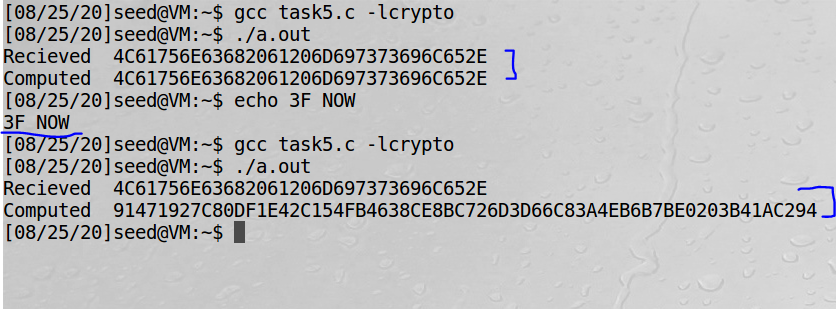 [08/25/20]seed@VM:~$ gcc task5.c -lcrypto
[08/25/20]seed@VM:~$ ./a.out
Recieved  4C61756E63682061206D697373696C652E
Computed  4C61756E63682061206D697373696C652E
[08/25/20]seed@VM:~$ echo 3F NOW
3F NOW
[08/25/20]seed@VM:~$ gcc task5.c -lcrypto
[08/25/20]seed@VM:~$ ./a.out
Recieved  4C61756E63682061206D697373696C652E
Computed  91471927C80DF1E42C154FB4638CE8BC726D3D66C83A4EB6B7BE0203B41AC294
[08/25/20]seed@VM:~$